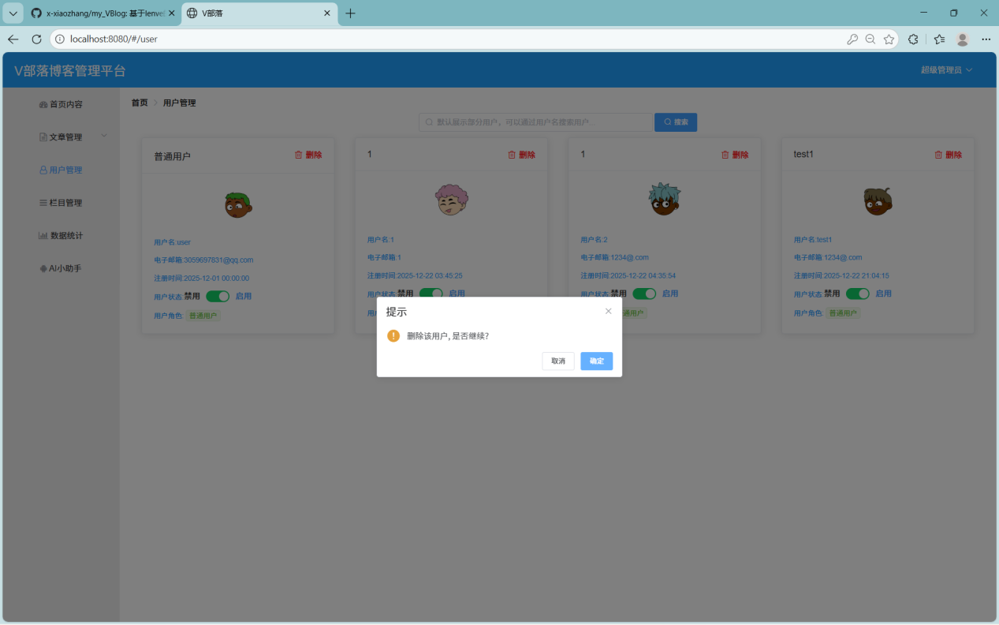 x-xiaozhang/my_VBlog: 基于lenve
V部落
localhost:8080/#/user
V部落博客管理平台
超级管理员
首页内容
文章管理
用户管理
栏目管理
数据统计
AI小助手
首页 > 用户管理
默认展示部分用户，可以通过用户名搜索用户...
搜索
普通用户 删除
用户名:user
电子邮箱:3059697831@qq.com
注册时间:2025-12-01 00:00:00
用户状态: 禁用 启用
用户角色: 普通用户
1 删除
用户名:1
电子邮箱:1
注册时间:2025-12-22 03:45:25
用户状态: 禁用 启用
用
1 删除
用户名:2
电子邮箱:1234@.com
注册时间:2025-12-22 04:35:54
用户状态: 禁用 启用
通用户
test1 删除
用户名:test1
电子邮箱:1234@.com
注册时间:2025-12-22 21:04:15
用户状态: 禁用 启用
用户角色: 普通用户
提示
删除该用户, 是否继续?
取消 确定